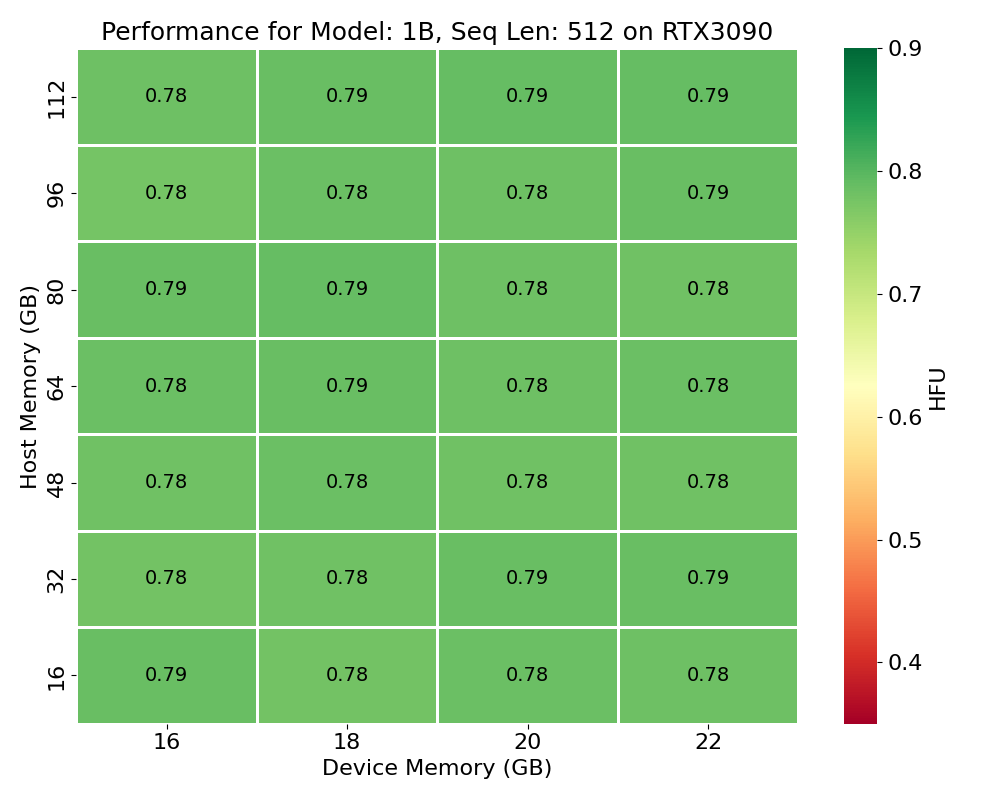 Performance for Model: 1B, Seq Len: 512 on RTX3090
112 0.78 0.79 0.79 0.79
96 0.78 0.78 0.78 0.79
80 0.79 0.79 0.78 0.78
64 0.78 0.79 0.78 0.78
48 0.78 0.78 0.78 0.78
32 0.78 0.78 0.79 0.79
16 0.79 0.78 0.78 0.78
16 18 20 22
Device Memory (GB)
Host Memory (GB)
0.9
0.8
0.7
0.6
0.5
0.4
HFU